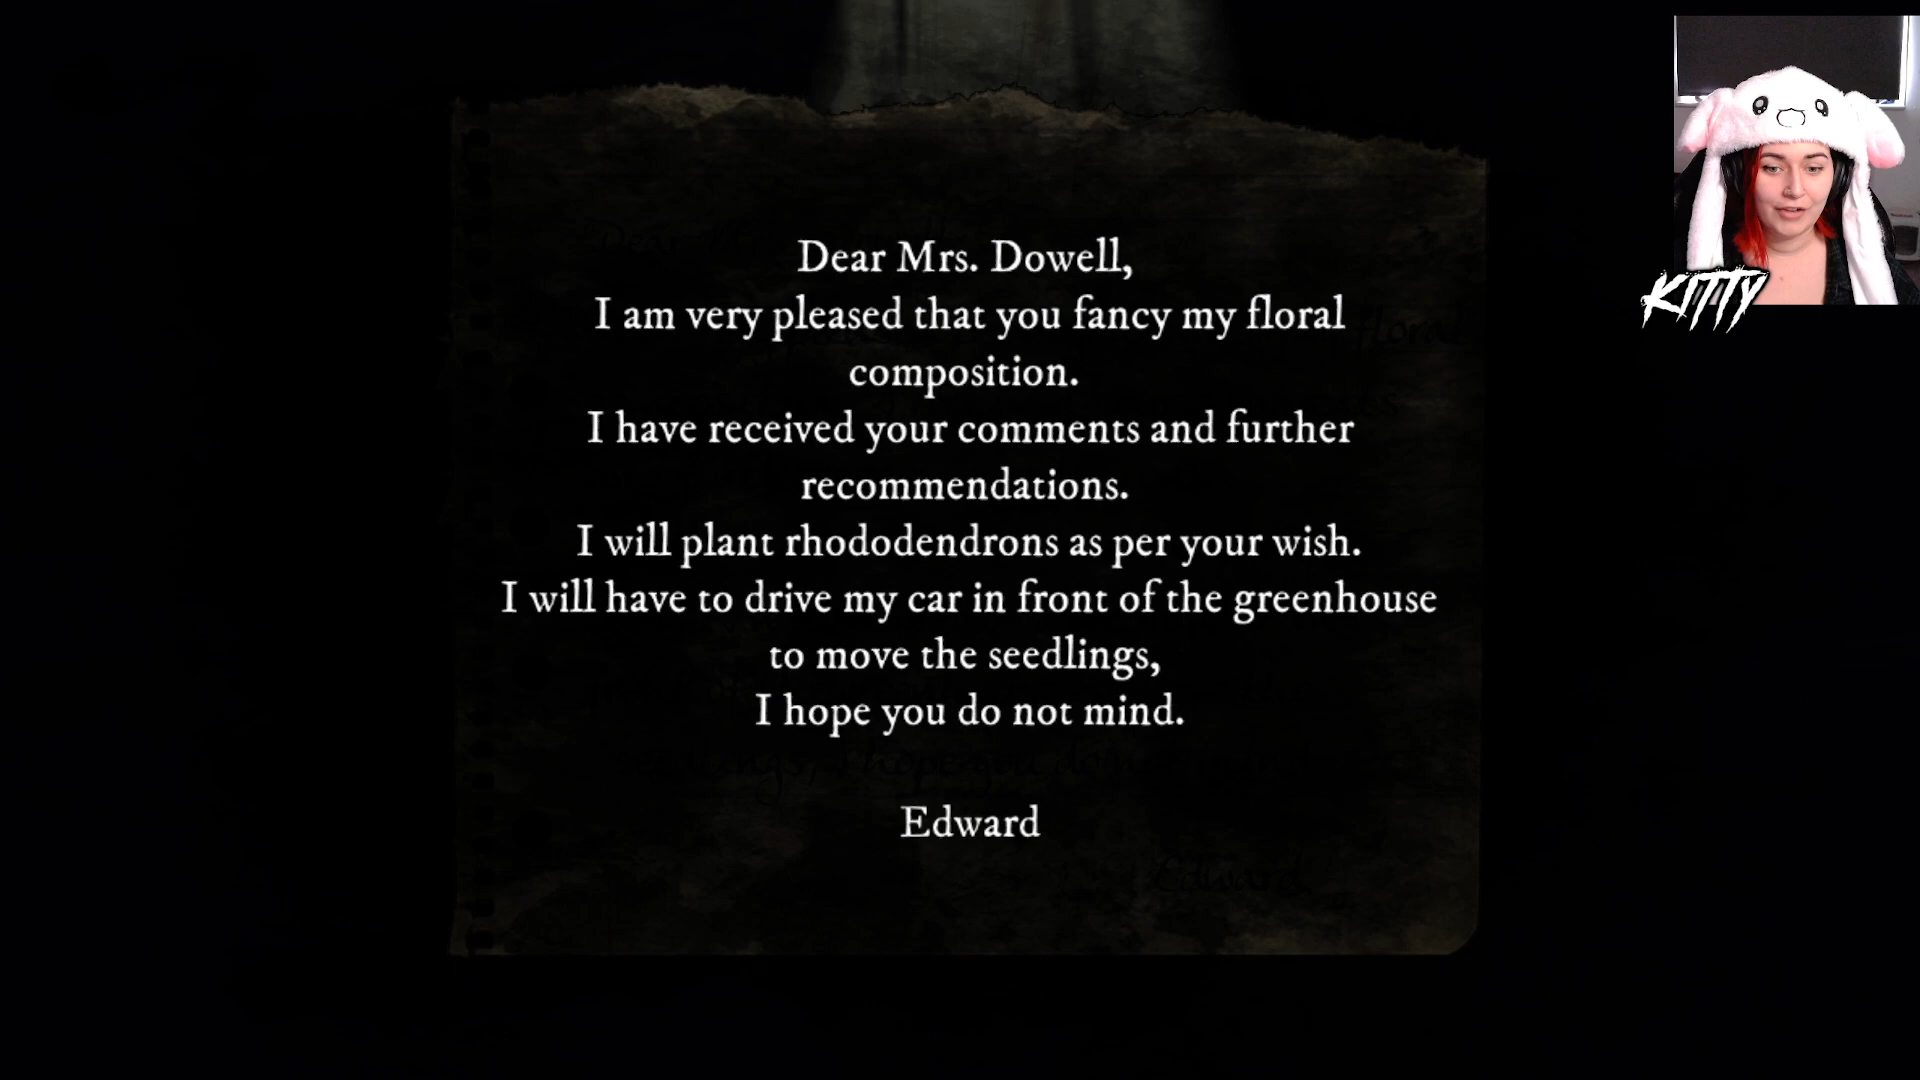 Dear Mrs. Dowell,
I am very pleased that you fancy my floral
composition.
I have received your comments and further
recommendations.
I will plant rhododendrons as per your wish.
I will have to drive my car in front of the greenhouse
to move the seedlings,
I hope you do not mind.
Edward
KITTY